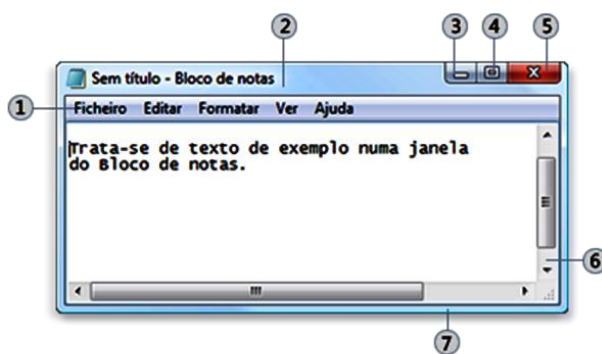 2 3 4 5
Sem título - Bloco de notas
1
Ficheiro Editar Formatar Ver Ajuda
Trata-se de texto de exemplo numa janela
do Bloco de notas.
6
7